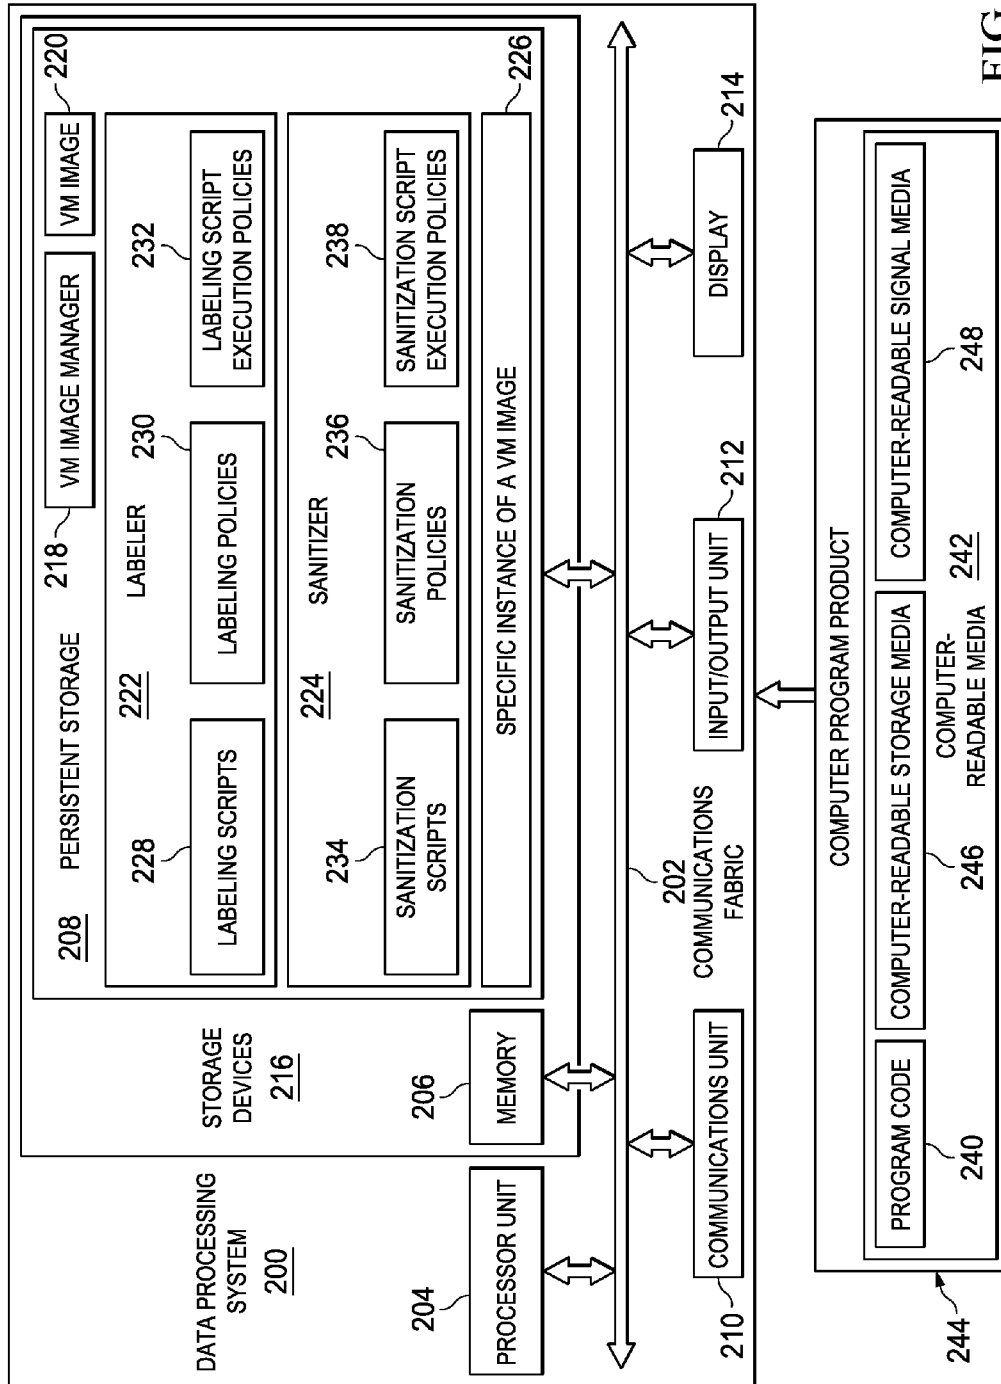 DATA PROCESSING
SYSTEM
200
STORAGE
DEVICES
216
208
PERSISTENT STORAGE
218
VM IMAGE MANAGER
VM IMAGE
220
222
LABELER
228
LABELING SCRIPTS
230
LABELING POLICIES
232
LABELING SCRIPT
EXECUTION POLICIES
224
SANITIZER
234
SANITIZATION
SCRIPTS
236
SANITIZATION
POLICIES
238
SANITIZATION SCRIPT
EXECUTION POLICIES
SPECIFIC INSTANCE OF A VM IMAGE
226
204
PROCESSOR UNIT
206
MEMORY
202
COMMUNICATIONS
FABRIC
210
COMMUNICATIONS UNIT
INPUT/OUTPUT UNIT
212
DISPLAY
214
244
COMPUTER PROGRAM PRODUCT
PROGRAM CODE
240
COMPUTER-READABLE STORAGE MEDIA
246
COMPUTER-READABLE SIGNAL MEDIA
248
COMPUTER-
READABLE MEDIA
242
FIG